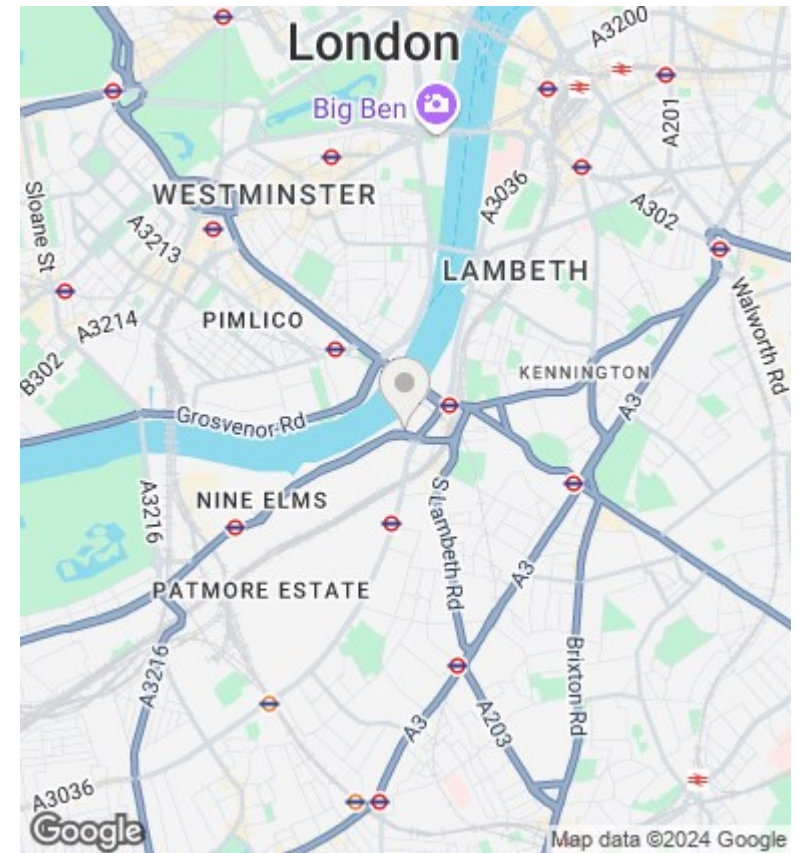 London
A3200
Big Ben
A201
Sloane St
WESTMINSTER
A3036
A302
A3213
LAMBETH
Walworth Rd
A3214
PIMLICO
B302
KENNINGTON
A3
Grosvenor Rd
A3216
NINE ELMS
S Lambeth Rd
A3
PATMORE ESTATE
A3216
Brixton Rd
A3
A203
A3036
Google
Map data ©2024 Google